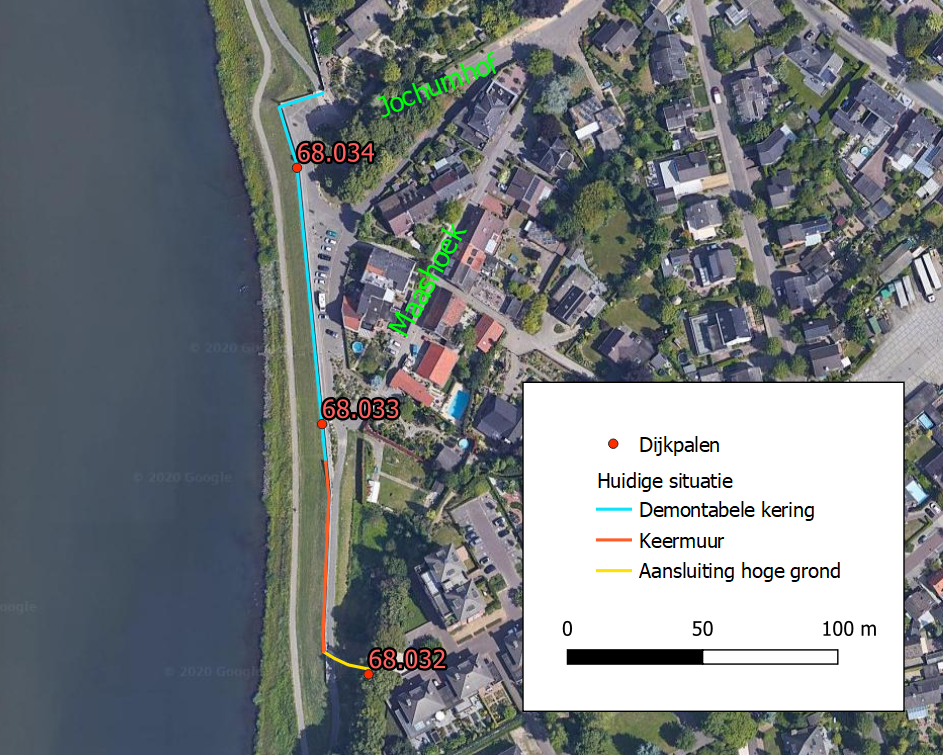 Jochumhof
68.034
Maashoek
© 2020 Google
68.033
© 2020 Google
Dijkpalen
Huidige situatie
Demontabele kering
Keermuur
Aansluiting hoge grond
0 50 100 m
oogle
68.032
© 2020 Google